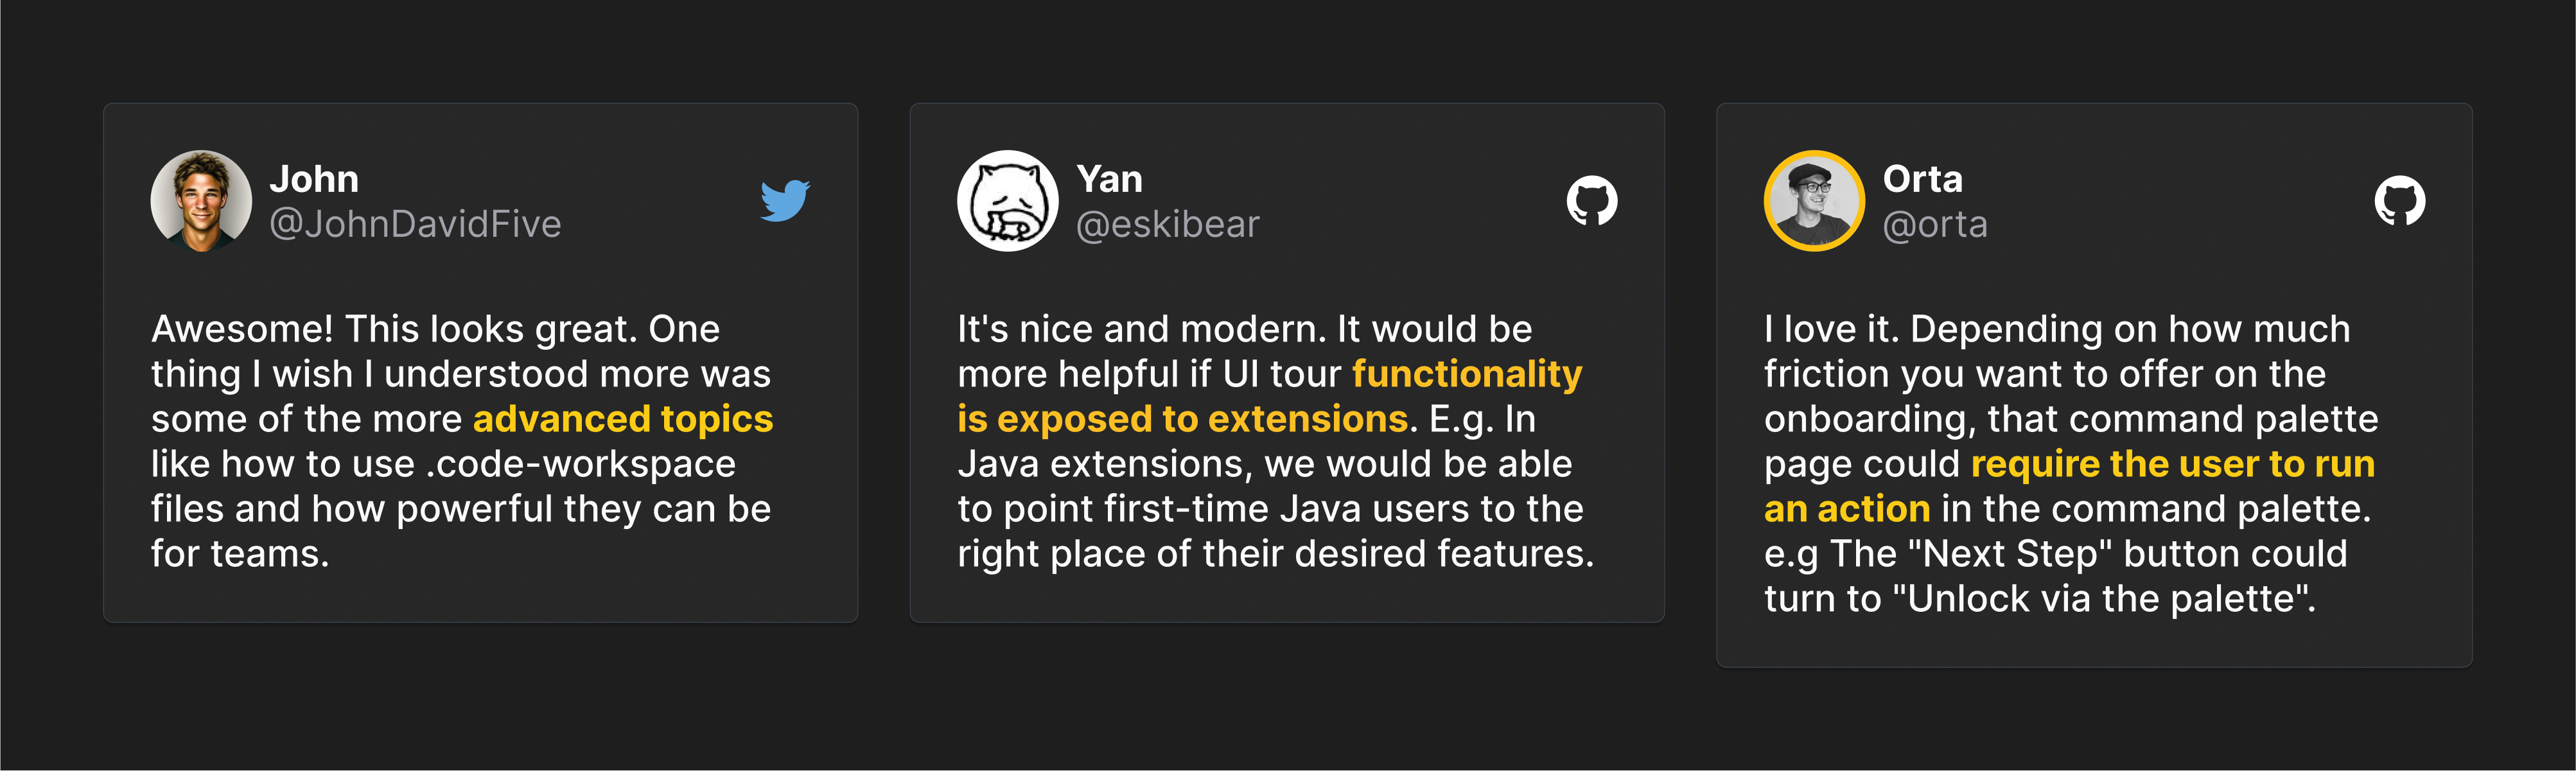 John
@JohnDavidFive
Awesome! This looks great. One
thing I wish I understood more was
some of the more advanced topics
like how to use .code-workspace
files and how powerful they can be
for teams.
Yan
@eskibear
It's nice and modern. It would be
more helpful if UI tour functionality
is exposed to extensions. E.g. In
Java extensions, we would be able
to point first-time Java users to the
right place of their desired features.
Orta
@orta
I love it. Depending on how much
friction you want to offer on the
onboarding, that command palette
page could require the user to run
an action in the command palette.
e.g The "Next Step" button could
turn to "Unlock via the palette".